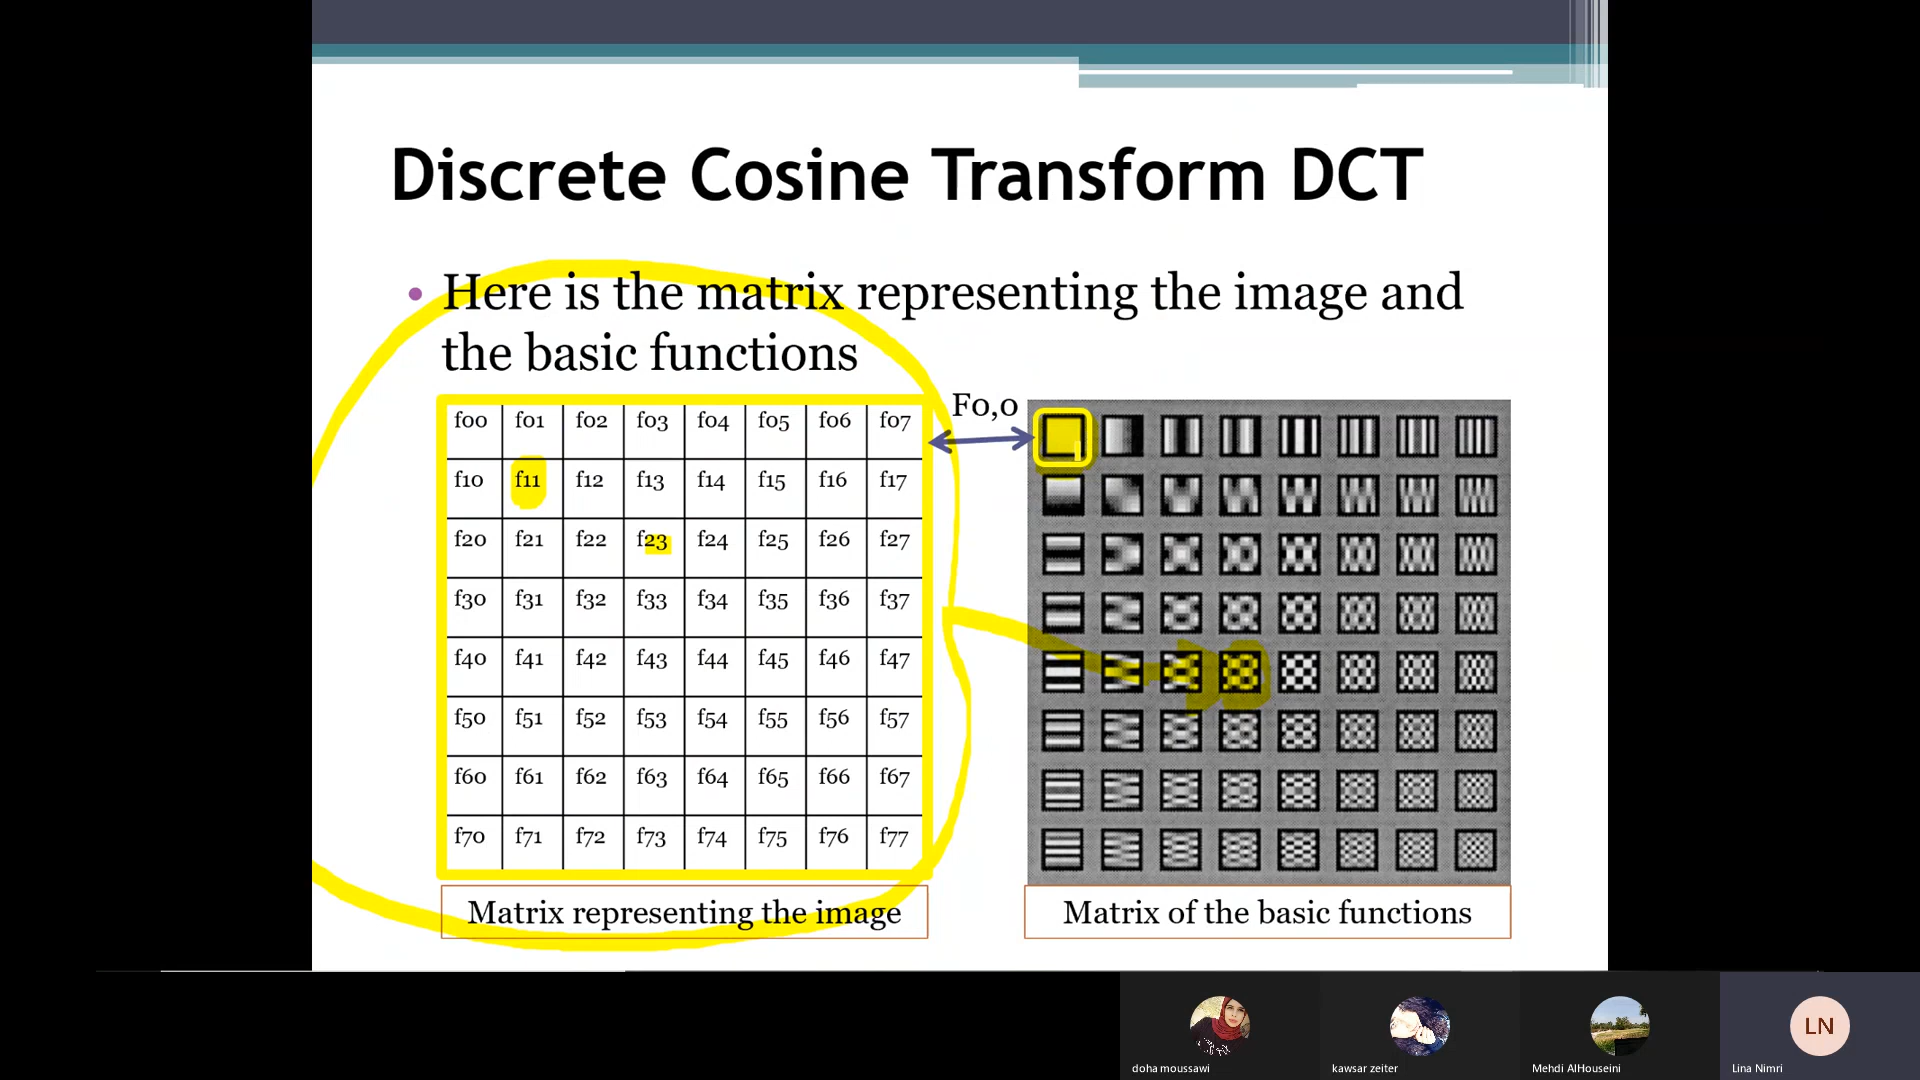 Discrete Cosine Transform DCT
• Here is the matrix representing the image and
the basic functions
F0,0
f00 f01 f02 f03 f04 f05 f06 f07
f10 f11 f12 f13 f14 f15 f16 f17
f20 f21 f22 f23 f24 f25 f26 f27
f30 f31 f32 f33 f34 f35 f36 f37
f40 f41 f42 f43 f44 f45 f46 f47
f50 f51 f52 f53 f54 f55 f56 f57
f60 f61 f62 f63 f64 f65 f66 f67
f70 f71 f72 f73 f74 f75 f76 f77
Matrix representing the image
Matrix of the basic functions
LN
doha moussawi
kawsar zeiter
Mehdi AlHouseini
Lina Nimri